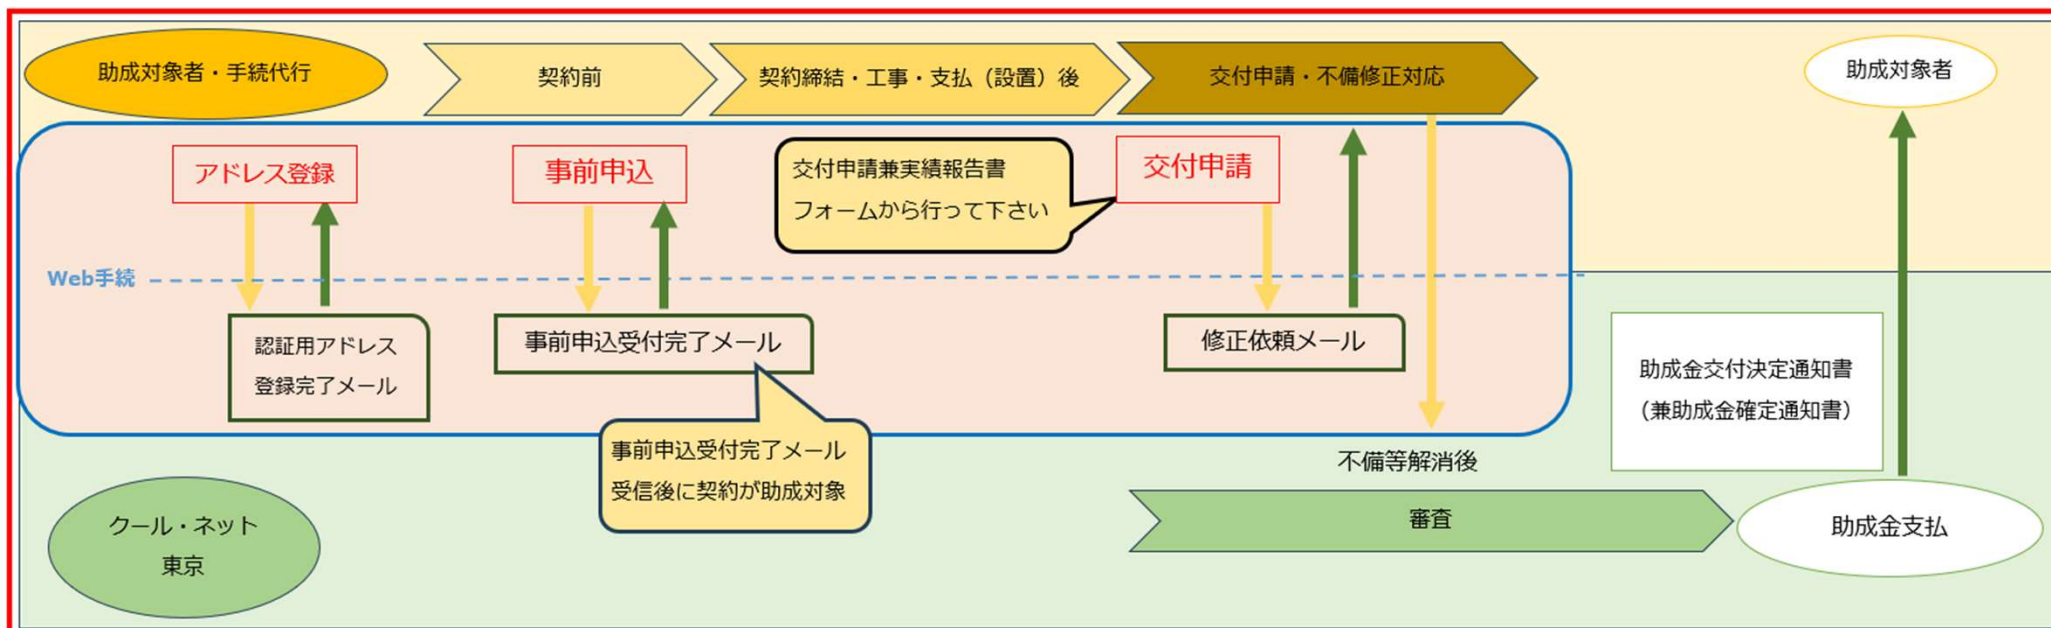 助成対象者・手続代行
契約前
契約締結・工事・支払（設置）後
交付申請・不備修正対応
助成対象者
アドレス登録
事前申込
交付申請兼実績報告書
フォームから行って下さい
交付申請
Web手続
認証用アドレス
登録完了メール
事前申込受付完了メール
修正依頼メール
助成金交付決定通知書
（兼助成金確定通知書）
事前申込受付完了メール
受信後に契約が助成対象
不備等解消後
クール・ネット
東京
審査
助成金支払